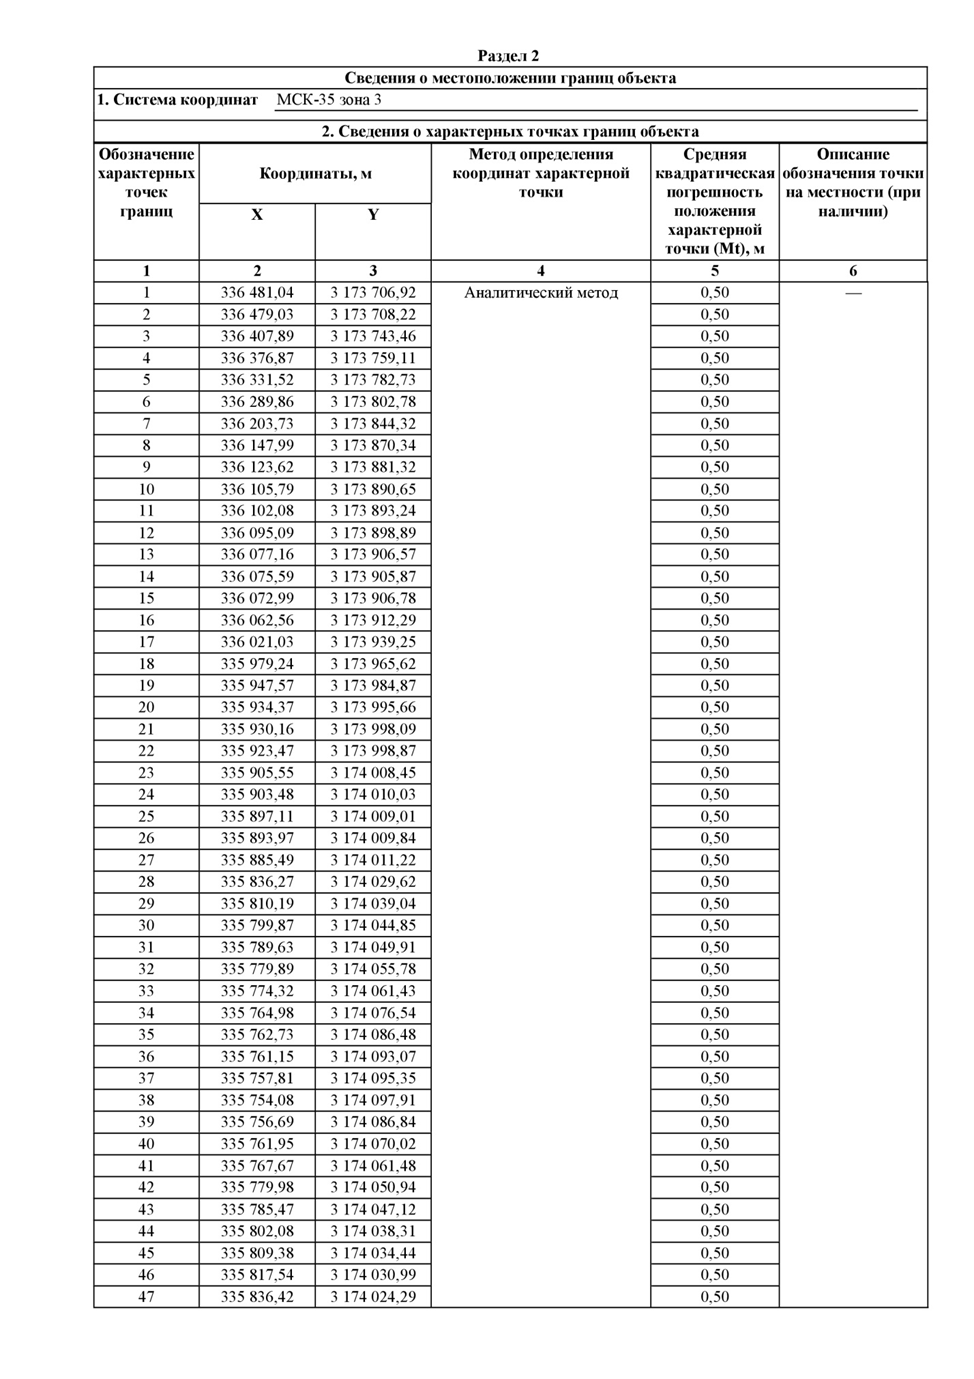 Раздел 2
Сведения о местоположении границ объекта
1. Система координат МСК-35 зона 3
2. Сведения о характерных точках границ объекта
Обозначение характерных точек границ
Координаты, м
Метод определения координат характерной точки
Средняя квадратическая погрешность положения характерной точки (Mt), м
Описание обозначения точки на местности (при наличии)
X Y
1 2 3 4 5 6
1 336 481,04 3 173 706,92 Аналитический метод 0,50 —
2 336 479,03 3 173 708,22 0,50
3 336 407,89 3 173 743,46 0,50
4 336 376,87 3 173 759,11 0,50
5 336 331,52 3 173 782,73 0,50
6 336 289,86 3 173 802,78 0,50
7 336 203,73 3 173 844,32 0,50
8 336 147,99 3 173 870,34 0,50
9 336 123,62 3 173 881,32 0,50
10 336 105,79 3 173 890,65 0,50
11 336 102,08 3 173 893,24 0,50
12 336 095,09 3 173 898,89 0,50
13 336 077,16 3 173 906,57 0,50
14 336 075,59 3 173 905,87 0,50
15 336 072,99 3 173 906,78 0,50
16 336 062,56 3 173 912,29 0,50
17 336 021,03 3 173 939,25 0,50
18 335 979,24 3 173 965,62 0,50
19 335 947,57 3 173 984,87 0,50
20 335 934,37 3 173 995,66 0,50
21 335 930,16 3 173 998,09 0,50
22 335 923,47 3 173 998,87 0,50
23 335 905,55 3 174 008,45 0,50
24 335 903,48 3 174 010,03 0,50
25 335 897,11 3 174 009,01 0,50
26 335 893,97 3 174 009,84 0,50
27 335 885,49 3 174 011,22 0,50
28 335 836,27 3 174 029,62 0,50
29 335 810,19 3 174 039,04 0,50
30 335 799,87 3 174 044,85 0,50
31 335 789,63 3 174 049,91 0,50
32 335 779,89 3 174 055,78 0,50
33 335 774,32 3 174 061,43 0,50
34 335 764,98 3 174 076,54 0,50
35 335 762,73 3 174 086,48 0,50
36 335 761,15 3 174 093,07 0,50
37 335 757,81 3 174 095,35 0,50
38 335 754,08 3 174 097,91 0,50
39 335 756,69 3 174 086,84 0,50
40 335 761,95 3 174 070,02 0,50
41 335 767,67 3 174 061,48 0,50
42 335 779,98 3 174 050,94 0,50
43 335 785,47 3 174 047,12 0,50
44 335 802,08 3 174 038,31 0,50
45 335 809,38 3 174 034,44 0,50
46 335 817,54 3 174 030,99 0,50
47 335 836,42 3 174 024,29 0,50